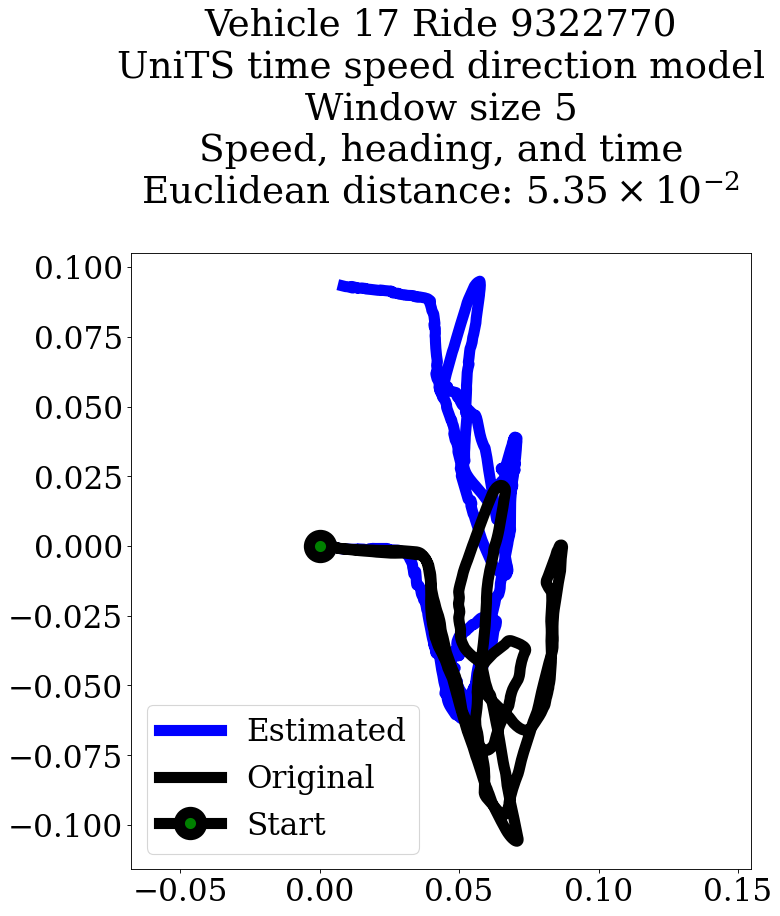 Vehicle 17 Ride 9322770
UniTS time speed direction model
Window size 5
Speed, heading, and time
Euclidean distance: 5.35 × 10⁻²
0.100
0.075
0.050
0.025
0.000
−0.025
−0.050
−0.075
−0.100
Estimated
Original
Start
−0.05 0.00 0.05 0.10 0.15